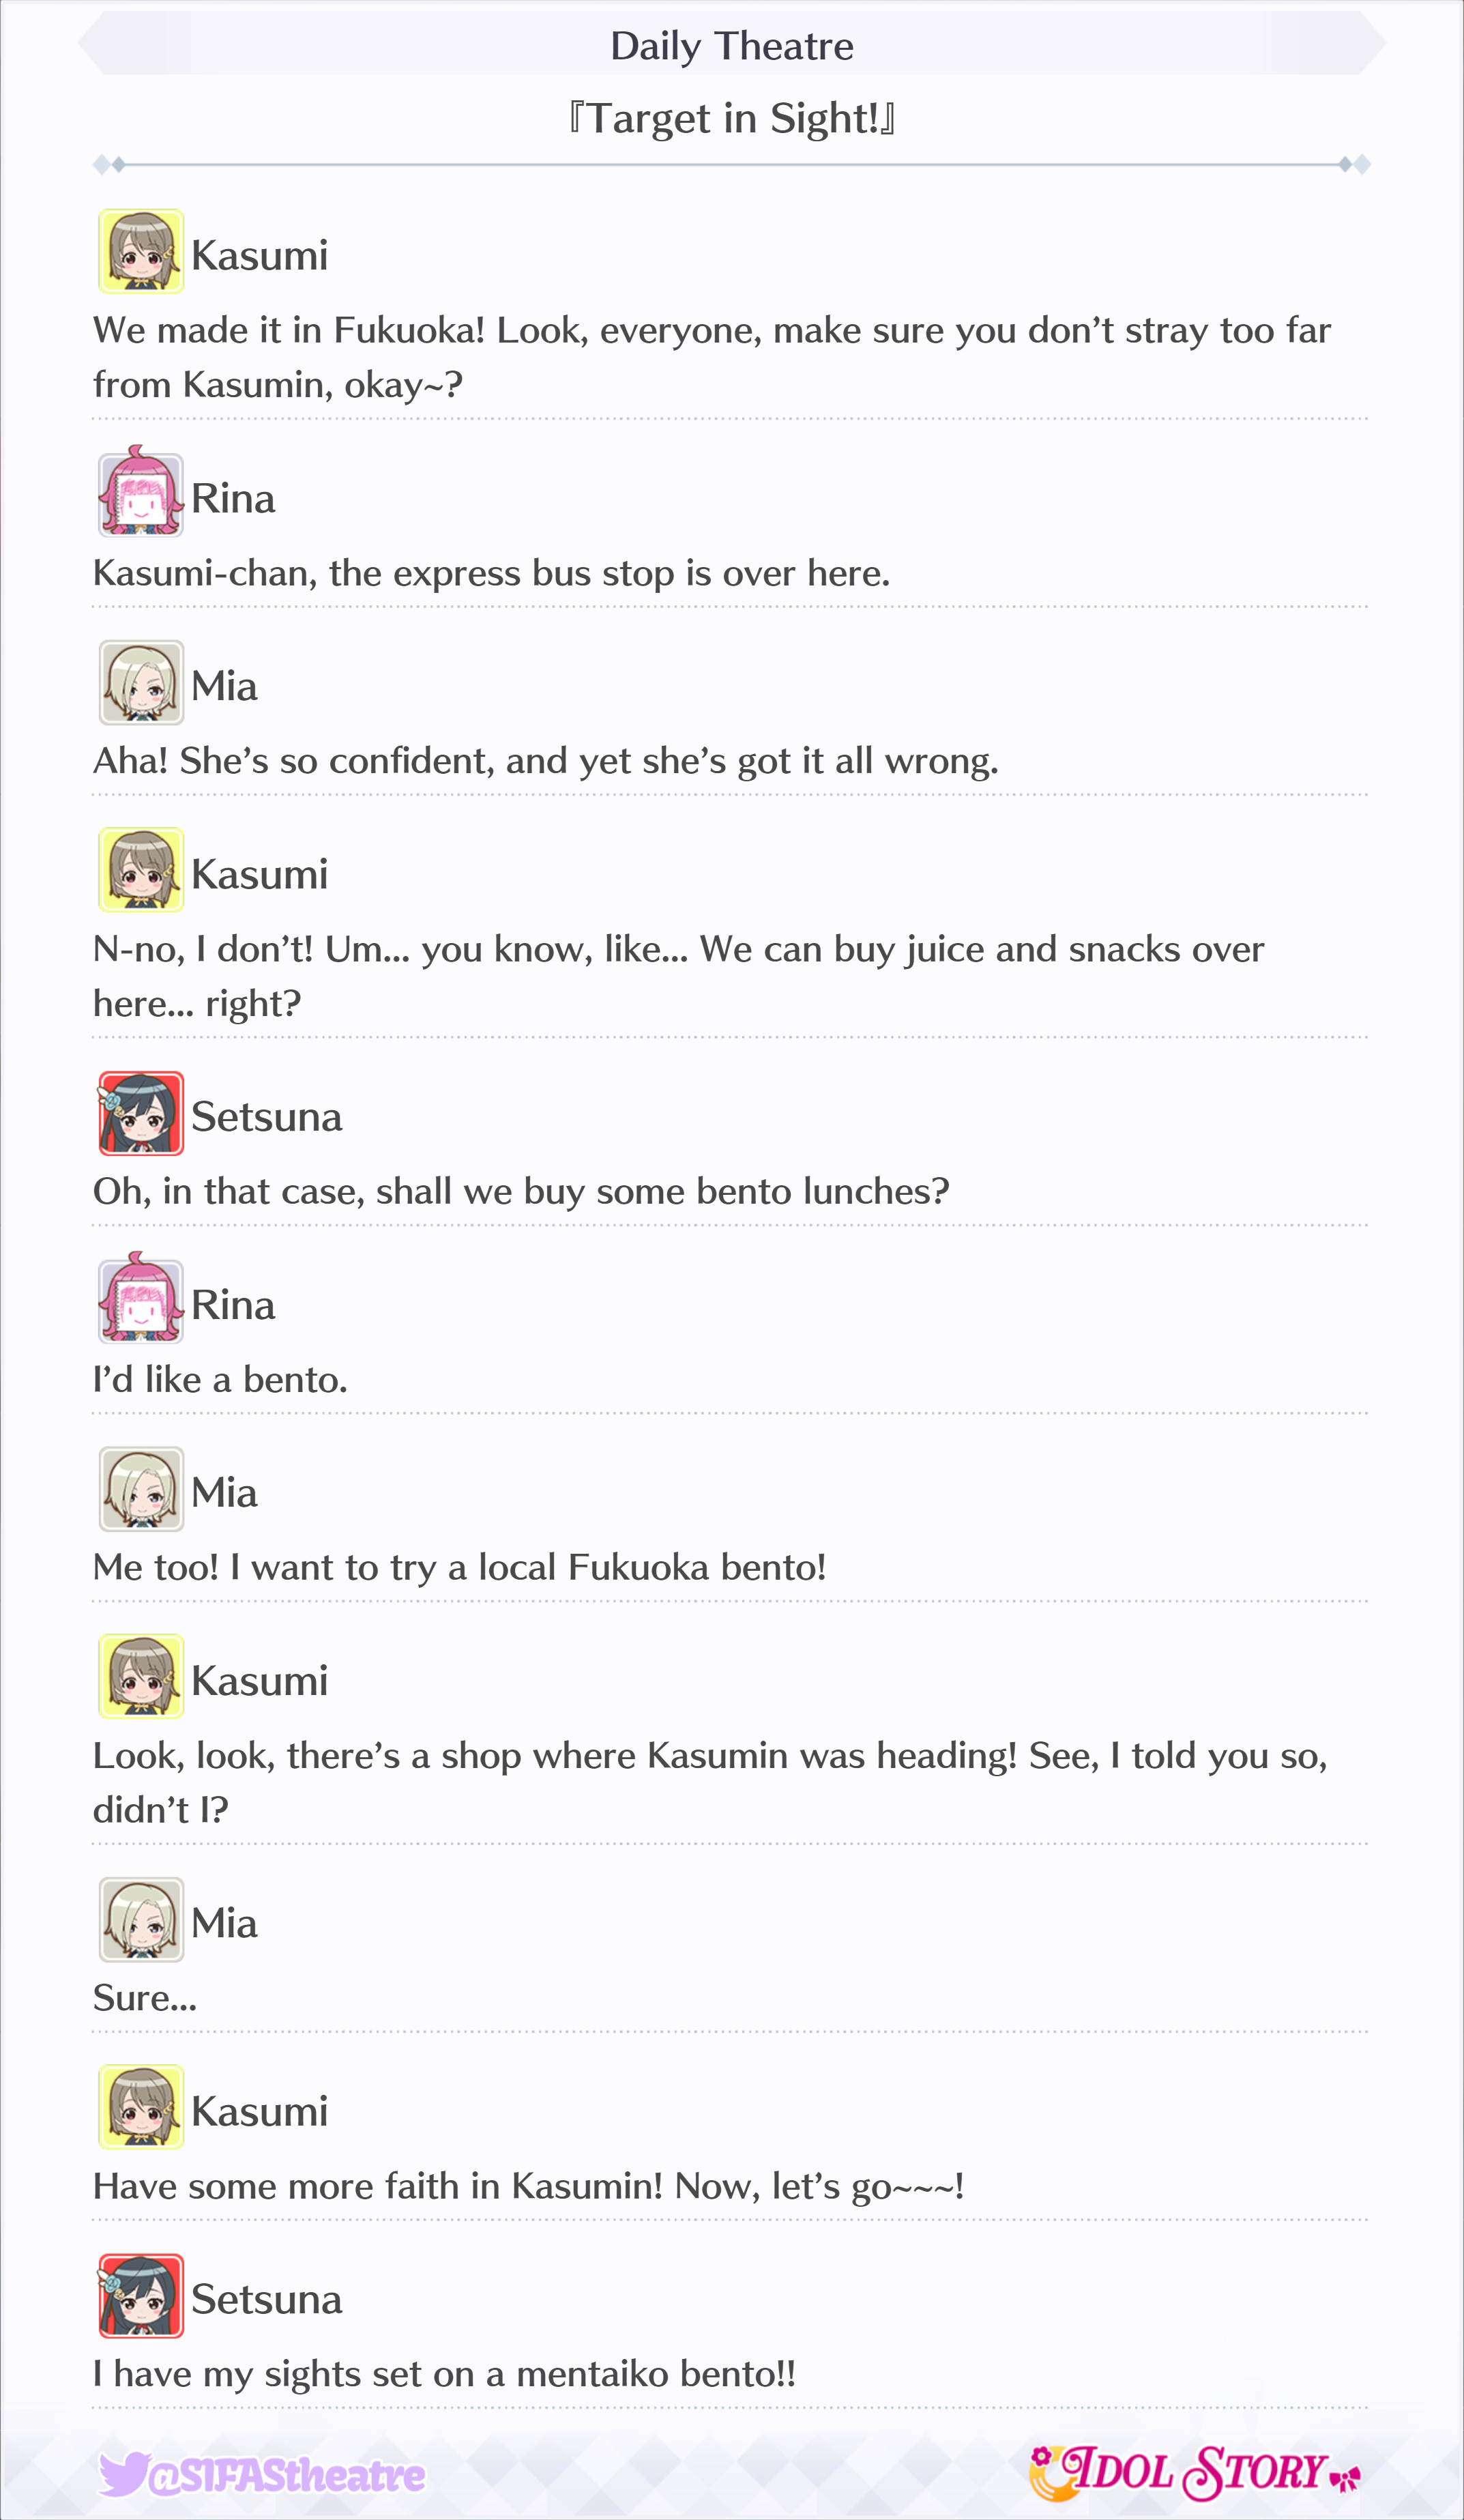 Daily Theatre
『Target in Sight!』
Kasumi
We made it in Fukuoka! Look, everyone, make sure you don’t stray too far
from Kasumin, okay~?
Rina
Kasumi-chan, the express bus stop is over here.
Mia
Aha! She’s so confident, and yet she’s got it all wrong.
Kasumi
N-no, I don’t! Um... you know, like... We can buy juice and snacks over
here... right?
Setsuna
Oh, in that case, shall we buy some bento lunches?
Rina
I’d like a bento.
Mia
Me too! I want to try a local Fukuoka bento!
Kasumi
Look, look, there’s a shop where Kasumin was heading! See, I told you so,
didn’t I?
Mia
Sure...
Kasumi
Have some more faith in Kasumin! Now, let’s go~~~!
Setsuna
I have my sights set on a mentaiko bento!!
@SIFAStheatre
IDOL STORY